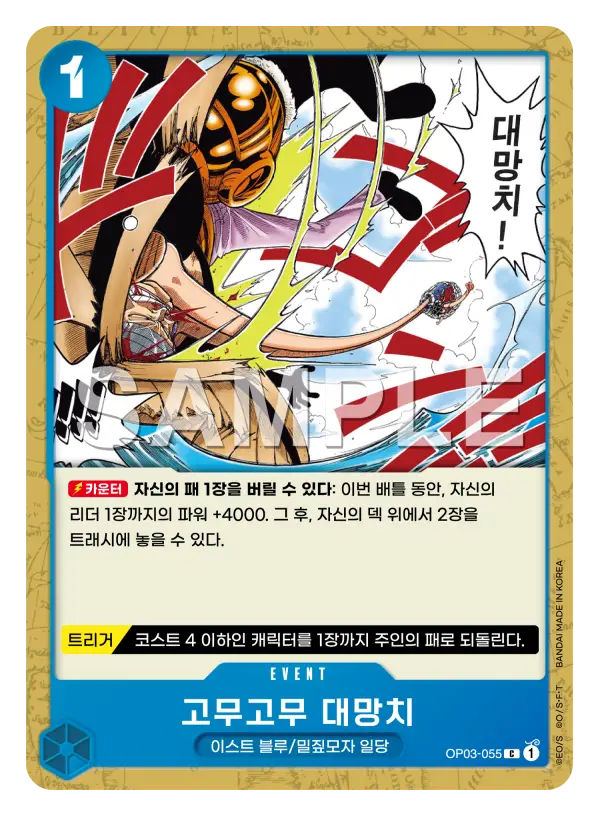 1
대망치!
!!!
SAMPLE
카운터 자신의 패 1장을 버릴 수 있다: 이번 배틀 동안, 자신의
리더 1장까지의 파워 +4000. 그 후, 자신의 덱 위에서 2장을
트래시에 놓을 수 있다.
트리거 코스트 4 이하인 캐릭터를 1장까지 주인의 패로 되돌린다.
EVENT
고무고무 대망치
이스트 블루/밀짚모자 일당
OP03-055 C 1
©E.O/S ©O/S·F·T BANDAI MADE IN KOREA